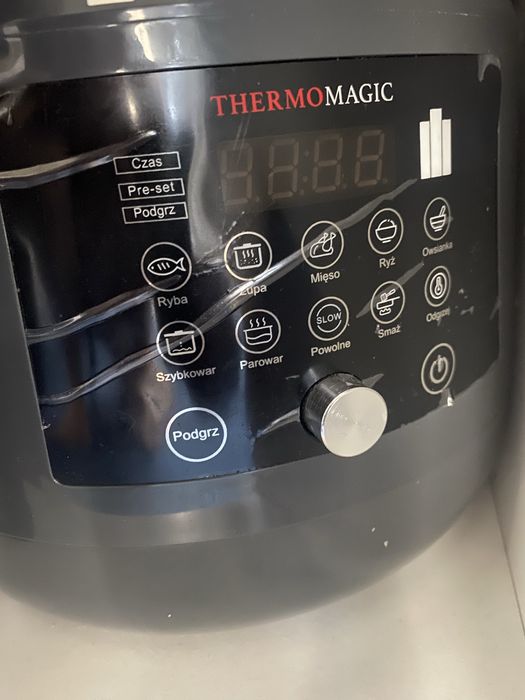 THERMOMAGIC
Czas
Pre-set
Podgrz
Ryba
Zupa
Mięso
Ryż
Owsianka
Szybkowar
Parowar
SLOW
Powolne
Smaż
Odgrzej
Podgrz